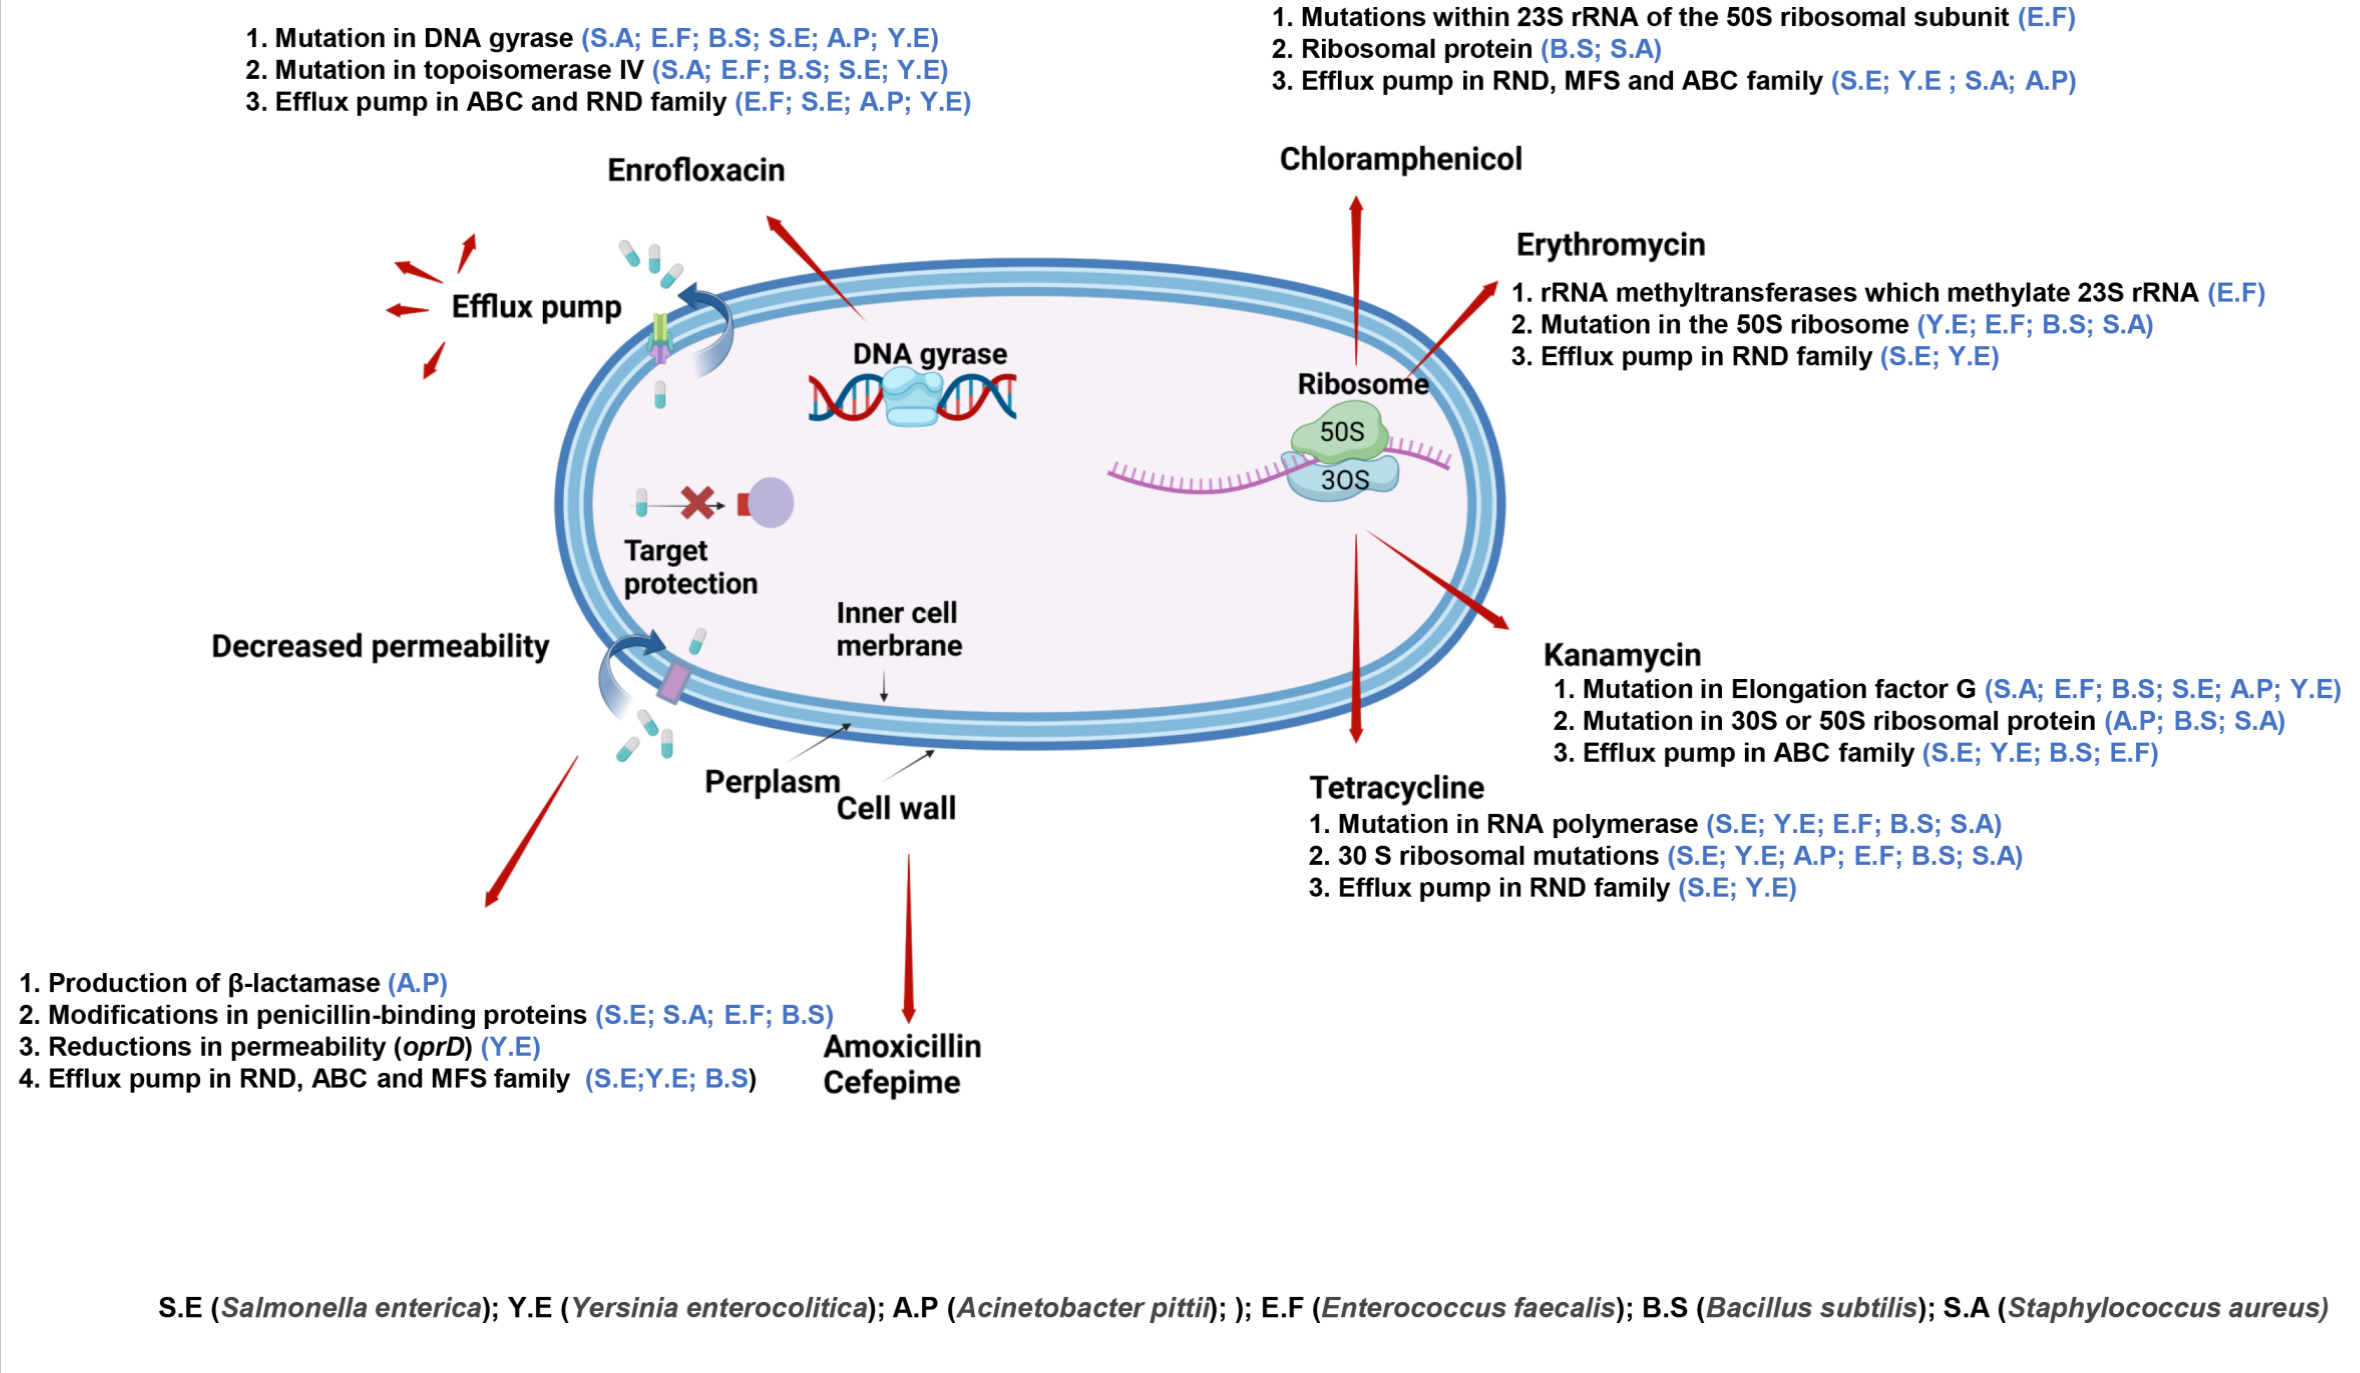 1. Mutation in DNA gyrase (S.A; E.F; B.S; S.E; A.P; Y.E)
2. Mutation in topoisomerase IV (S.A; E.F; B.S; S.E; Y.E)
3. Efflux pump in ABC and RND family (E.F; S.E; A.P; Y.E)
Enrofloxacin
1. Mutations within 23S rRNA of the 50S ribosomal subunit (E.F)
2. Ribosomal protein (B.S; S.A)
3. Efflux pump in RND, MFS and ABC family (S.E; Y.E ; S.A; A.P)
Chloramphenicol
Erythromycin
1. rRNA methyltransferases which methylate 23S rRNA (E.F)
2. Mutation in the 50S ribosome (Y.E; E.F; B.S; S.A)
3. Efflux pump in RND family (S.E; Y.E)
Efflux pump
DNA gyrase
Ribosome
50S
3OS
Target
protection
Decreased permeability
Inner cell
merbrane
Perplasm
Cell wall
Kanamycin
1. Mutation in Elongation factor G (S.A; E.F; B.S; S.E; A.P; Y.E)
2. Mutation in 30S or 50S ribosomal protein (A.P; B.S; S.A)
3. Efflux pump in ABC family (S.E; Y.E; B.S; E.F)
Tetracycline
1. Mutation in RNA polymerase (S.E; Y.E; E.F; B.S; S.A)
2. 30 S ribosomal mutations (S.E; Y.E; A.P; E.F; B.S; S.A)
3. Efflux pump in RND family (S.E; Y.E)
1. Production of β-lactamase (A.P)
2. Modifications in penicillin-binding proteins (S.E; S.A; E.F; B.S)
3. Reductions in permeability (oprD) (Y.E)
4. Efflux pump in RND, ABC and MFS family (S.E;Y.E; B.S)
Amoxicillin
Cefepime
S.E (Salmonella enterica); Y.E (Yersinia enterocolitica); A.P (Acinetobacter pittii); ); E.F (Enterococcus faecalis); B.S (Bacillus subtilis); S.A (Staphylococcus aureus)